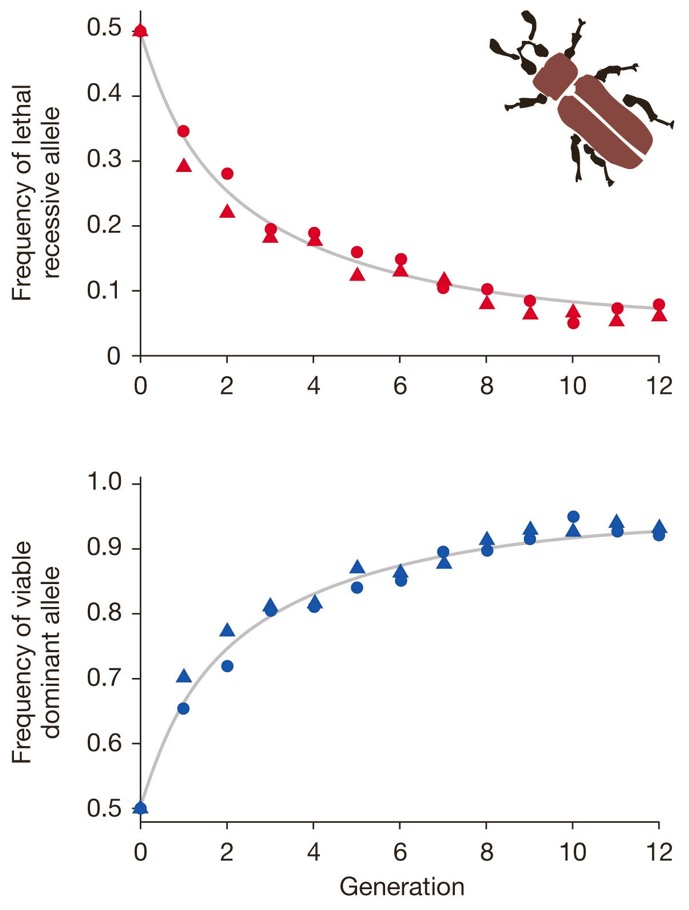 Frequency of lethal
recessive allele
0.5
0.4
0.3
0.2
0.1
0
0 2 4 6 8 10 12
Frequency of viable
dominant allele
1.0
0.9
0.8
0.7
0.6
0.5
0 2 4 6 8 10 12
Generation